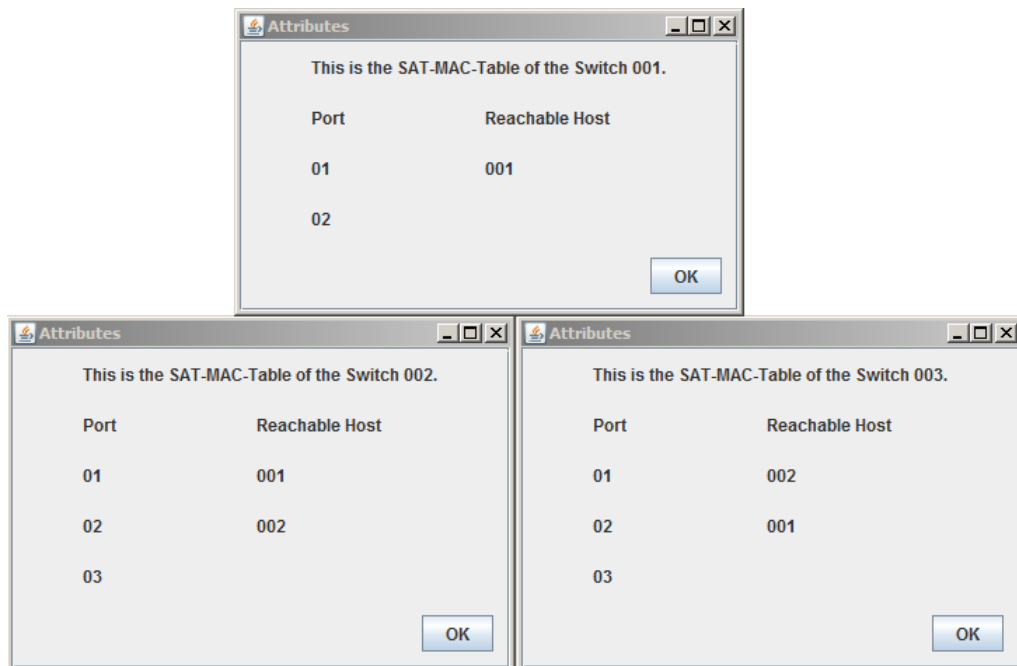 Attributes
This is the SAT-MAC-Table of the Switch 001.
Port Reachable Host
01 001
02
OK
Attributes
This is the SAT-MAC-Table of the Switch 002.
Port Reachable Host
01 001
02 002
03
OK
Attributes
This is the SAT-MAC-Table of the Switch 003.
Port Reachable Host
01 002
02 001
03
OK